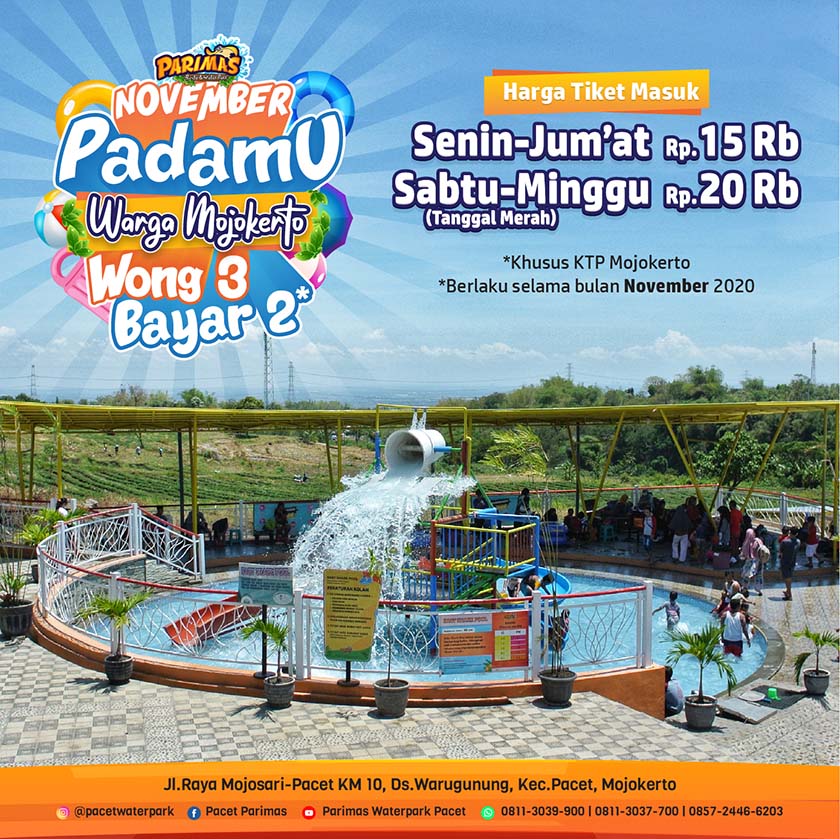 PARIMAS
NOVEMBER
PadamU
Warga Mojokerto
Wong 3
Bayar 2*
Harga Tiket Masuk
Senin-Jum'at Rp.15 Rb
Sabtu-Minggu Rp.20 Rb
(Tanggal Merah)
*Khusus KTP Mojokerto
*Berlaku selama bulan November 2020
PERATURAN KOLAM
Jl.Raya Mojosari-Pacet KM 10, Ds.Warugunung, Kec.Pacet, Mojokerto
@pacetwaterpark Pacet Parimas Parimas Waterpark Pacet 0811-3039-900 | 0811-3037-700 | 0857-2446-6203